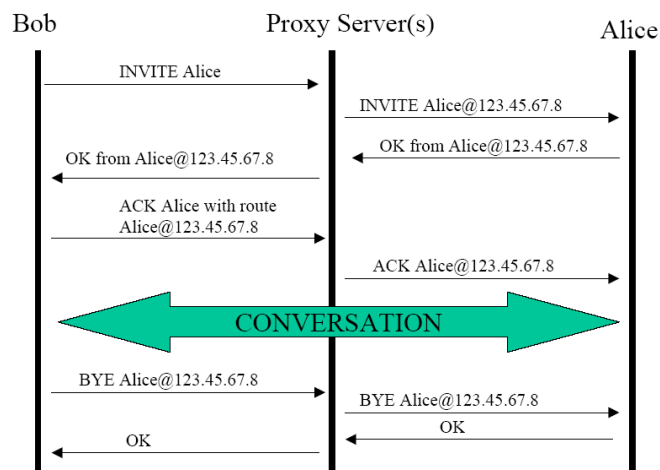 Bob
Proxy Server(s)
Alice
INVITE Alice
INVITE Alice@123.45.67.8
OK from Alice@123.45.67.8
OK from Alice@123.45.67.8
ACK Alice with route
Alice@123.45.67.8
ACK Alice@123.45.67.8
CONVERSATION
BYE Alice@123.45.67.8
BYE Alice@123.45.67.8
OK
OK